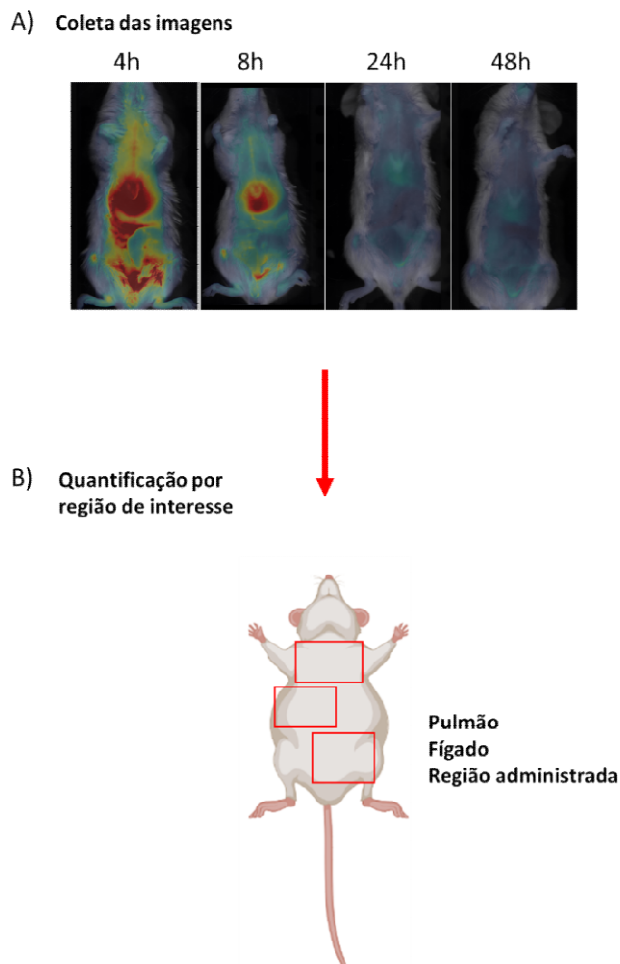 A) Coleta das imagens
4h 8h 24h 48h
B) Quantificação por
região de interesse
Pulmão
Fígado
Região administrada